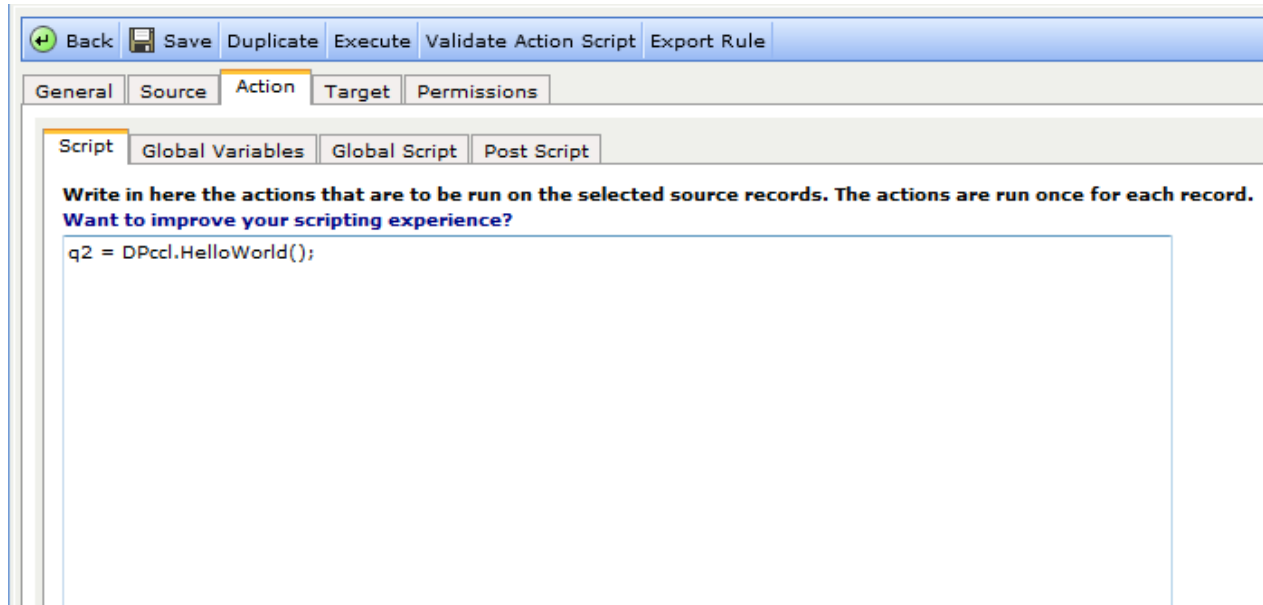 Back Save Duplicate Execute Validate Action Script Export Rule
General Source Action Target Permissions
Script Global Variables Global Script Post Script
Write in here the actions that are to be run on the selected source records. The actions are run once for each record.
Want to improve your scripting experience?
q2 = DPccl.HelloWorld();